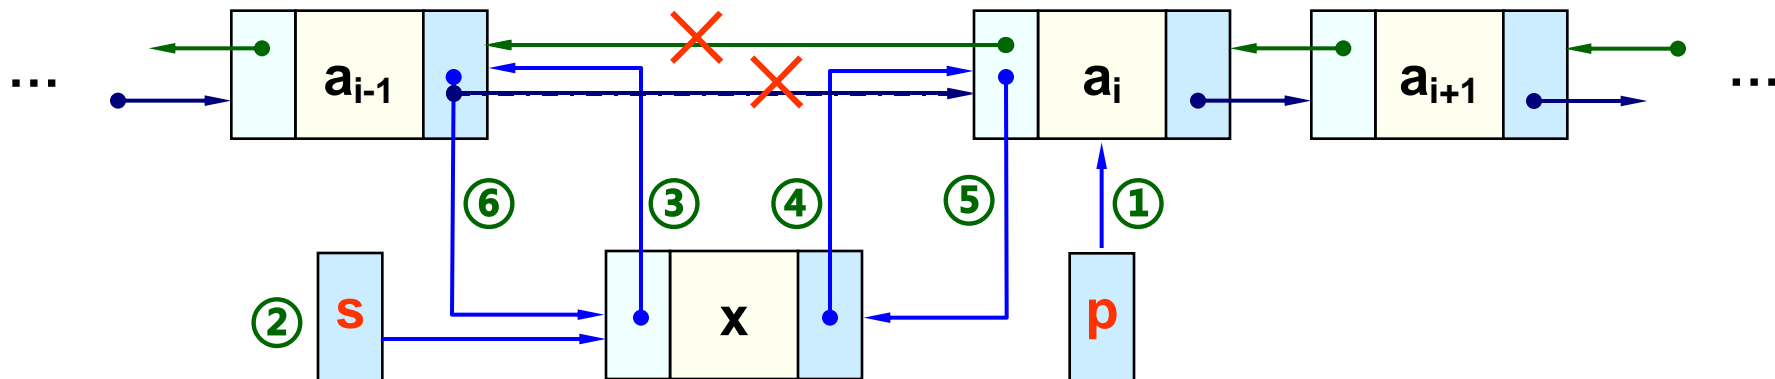 ... a_{i-1} a_i a_{i+1} ...
⑥ ③ ④ ⑤ ①
② s x p